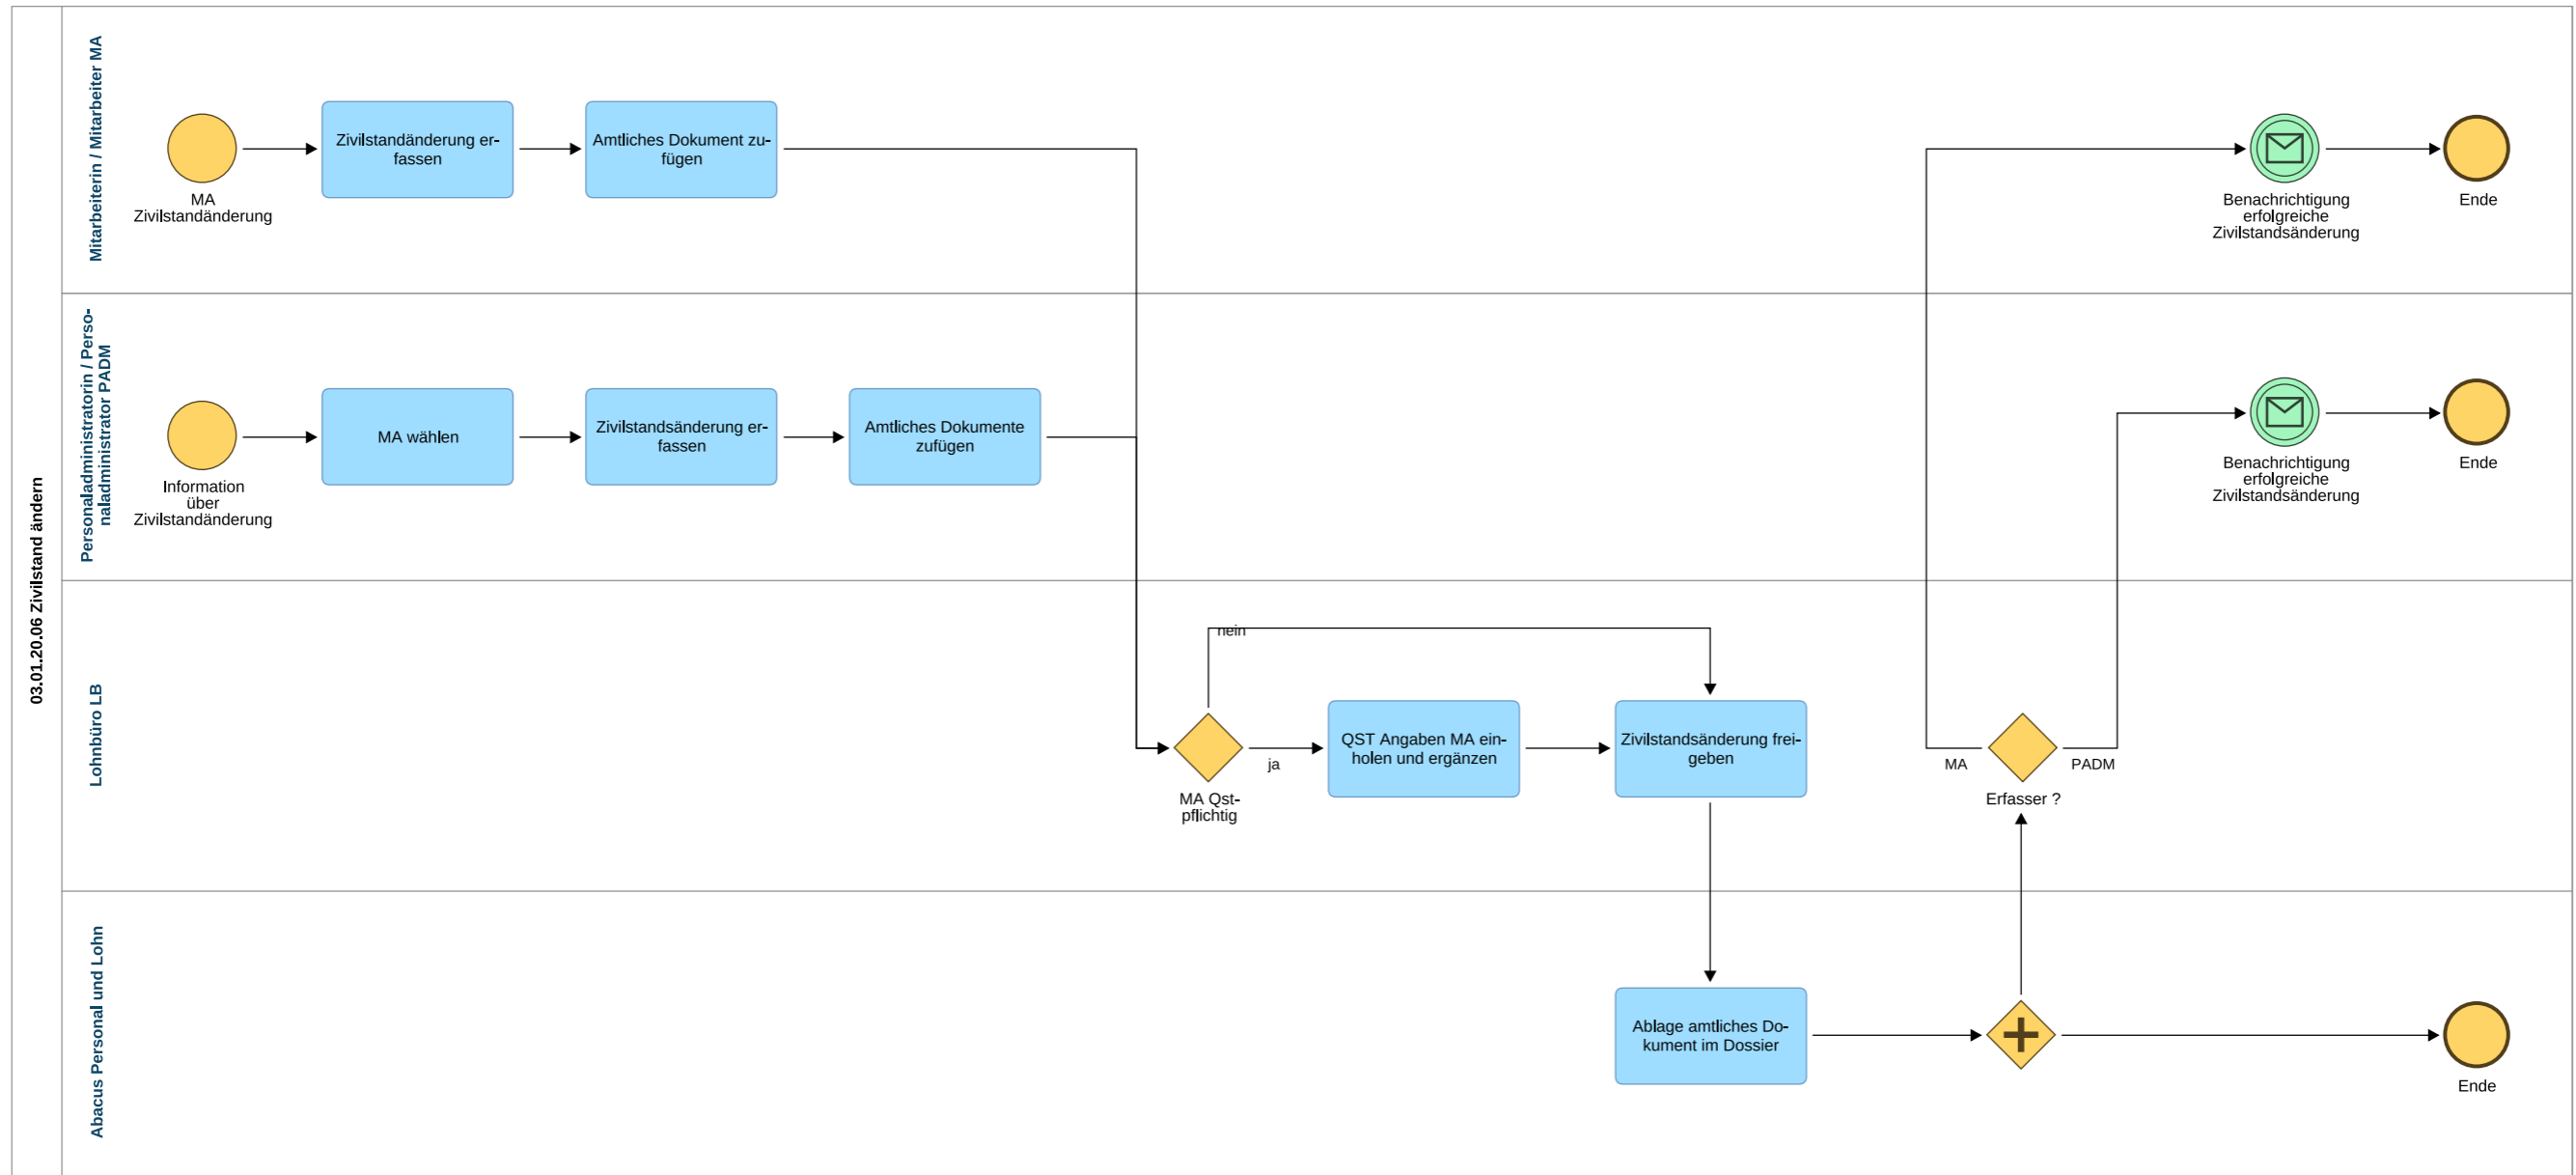 03.01.20.06 Zivilstand ändern
Mitarbeiterin / Mitarbeiter MA
MA
Zivilstandänderung
Zivilstandänderung er-
fassen
Amtliches Dokument zu-
fügen
Benachrichtigung
erfolgreiche
Zivilstandsänderung
Ende
Personaladministratorin / Perso-
naladministrator PADM
Information
über
Zivilstandänderung
MA wählen
Zivilstandsänderung er-
fassen
Amtliches Dokumente
zufügen
Benachrichtigung
erfolgreiche
Zivilstandsänderung
Ende
Lohnbüro LB
nein
MA Qst-
pflichtig
ja
QST Angaben MA ein-
holen und ergänzen
Zivilstandsänderung frei-
geben
MA
PADM
Erfasser ?
Abacus Personal und Lohn
Ablage amtliches Do-
kument im Dossier
Ende